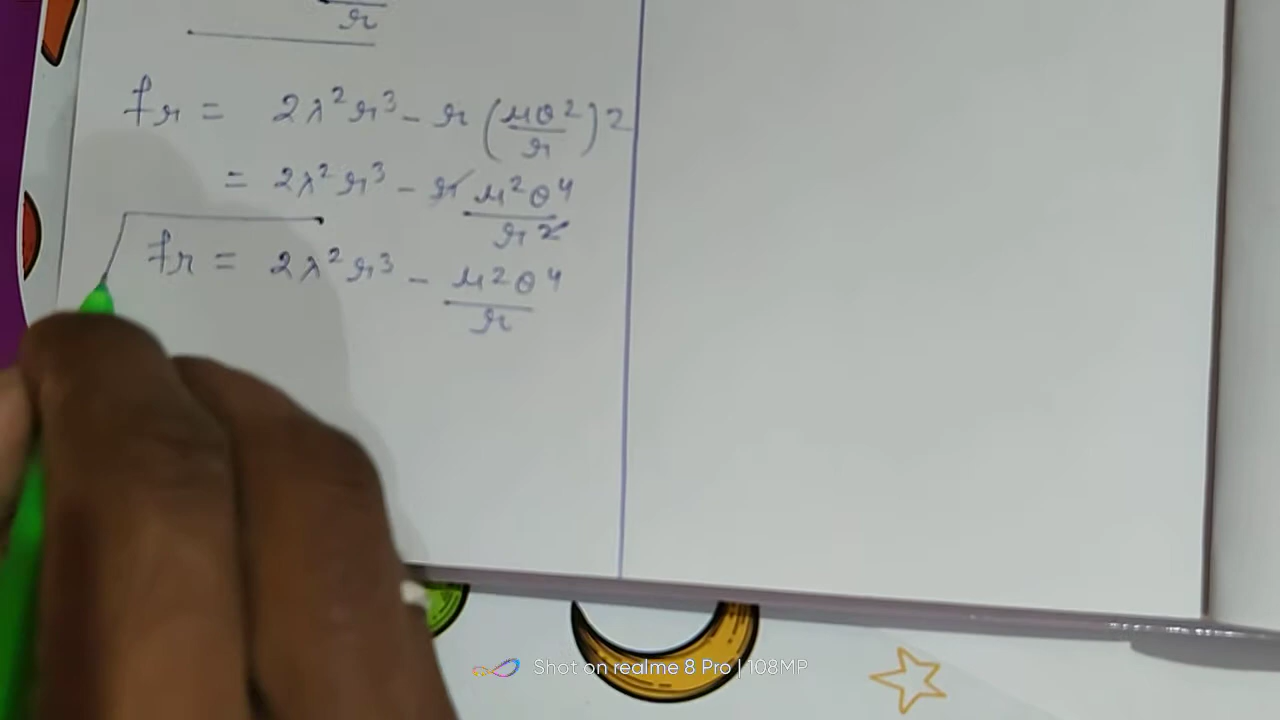 r
fr = 2λ²r³ - r (μθ²/r)²
= 2λ²r³ - r μ²θ⁴/r²
fr = 2λ²r³ - μ²θ⁴/r
Shot on realme 8 Pro | 108MP